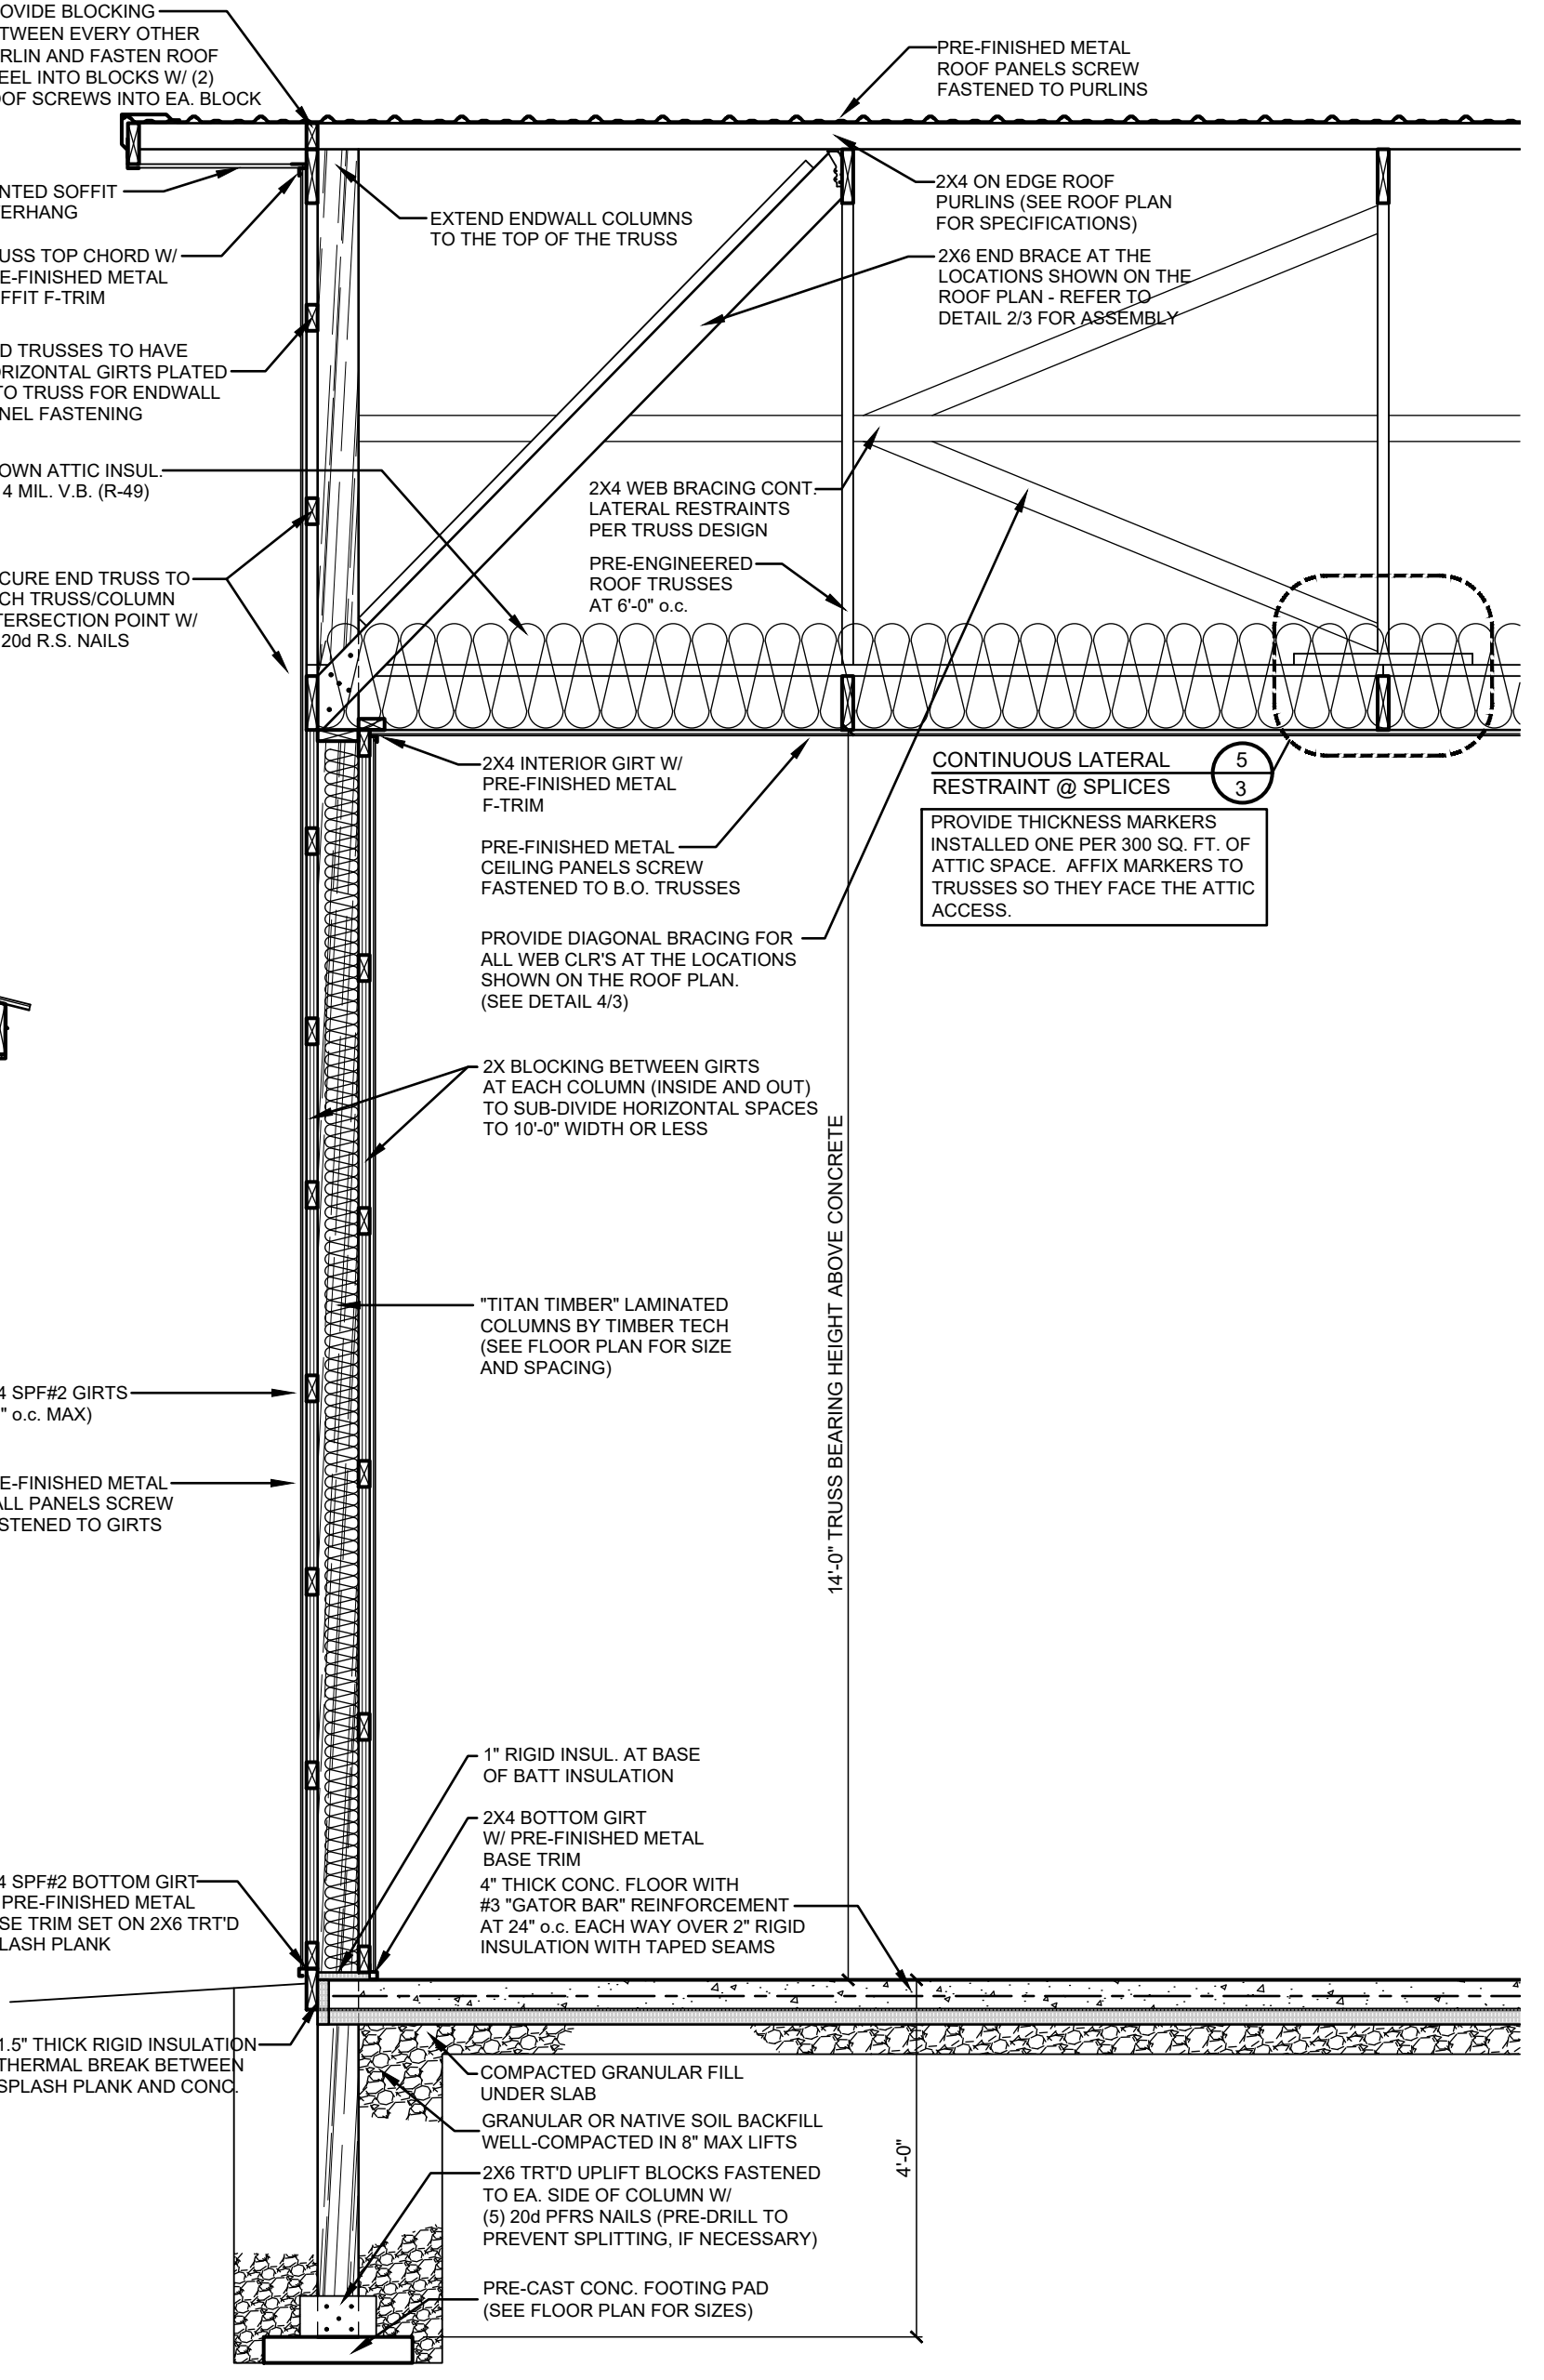 OVIDE BLOCKING
TWEEN EVERY OTHER
RLIN AND FASTEN ROOF
EEL INTO BLOCKS W/ (2)
OOF SCREWS INTO EA. BLOCK
PRE-FINISHED METAL
ROOF PANELS SCREW
FASTENED TO PURLINS
NTED SOFFIT
ERHANG
EXTEND ENDWALL COLUMNS
TO THE TOP OF THE TRUSS
2X4 ON EDGE ROOF
PURLINS (SEE ROOF PLAN
FOR SPECIFICATIONS)
USS TOP CHORD W/
E-FINISHED METAL
FFIT F-TRIM
2X6 END BRACE AT THE
LOCATIONS SHOWN ON THE
ROOF PLAN - REFER TO
DETAIL 2/3 FOR ASSEMBLY
D TRUSSES TO HAVE
ORIZONTAL GIRTS PLATED
TO TRUSS FOR ENDWALL
NEL FASTENING
OWN ATTIC INSUL.
4 MIL. V.B. (R-49)
2X4 WEB BRACING CONT.
LATERAL RESTRAINTS
PER TRUSS DESIGN
PRE-ENGINEERED
ROOF TRUSSES
AT 6'-0" o.c.
CURE END TRUSS TO
CH TRUSS/COLUMN
TERSECTION POINT W/
20d R.S. NAILS
2X4 INTERIOR GIRT W/
PRE-FINISHED METAL
F-TRIM
CONTINUOUS LATERAL
RESTRAINT @ SPLICES
5
3
PROVIDE THICKNESS MARKERS
INSTALLED ONE PER 300 SQ. FT. OF
ATTIC SPACE. AFFIX MARKERS TO
TRUSSES SO THEY FACE THE ATTIC
ACCESS.
PRE-FINISHED METAL
CEILING PANELS SCREW
FASTENED TO B.O. TRUSSES
PROVIDE DIAGONAL BRACING FOR
ALL WEB CLR'S AT THE LOCATIONS
SHOWN ON THE ROOF PLAN.
(SEE DETAIL 4/3)
2X BLOCKING BETWEEN GIRTS
AT EACH COLUMN (INSIDE AND OUT)
TO SUB-DIVIDE HORIZONTAL SPACES
TO 10'-0" WIDTH OR LESS
14'-0" TRUSS BEARING HEIGHT ABOVE CONCRETE
"TITAN TIMBER" LAMINATED
COLUMNS BY TIMBER TECH
(SEE FLOOR PLAN FOR SIZE
AND SPACING)
4 SPF#2 GIRTS
" o.c. MAX)
E-FINISHED METAL
ALL PANELS SCREW
STENED TO GIRTS
1" RIGID INSUL. AT BASE
OF BATT INSULATION
2X4 BOTTOM GIRT
W/ PRE-FINISHED METAL
BASE TRIM
4" THICK CONC. FLOOR WITH
#3 "GATOR BAR" REINFORCEMENT
AT 24" o.c. EACH WAY OVER 2" RIGID
INSULATION WITH TAPED SEAMS
4 SPF#2 BOTTOM GIRT
PRE-FINISHED METAL
SE TRIM SET ON 2X6 TRT'D
LASH PLANK
1.5" THICK RIGID INSULATION
THERMAL BREAK BETWEEN
SPLASH PLANK AND CONC.
COMPACTED GRANULAR FILL
UNDER SLAB
GRANULAR OR NATIVE SOIL BACKFILL
WELL-COMPACTED IN 8" MAX LIFTS
4'-0"
2X6 TRT'D UPLIFT BLOCKS FASTENED
TO EA. SIDE OF COLUMN W/
(5) 20d PFRS NAILS (PRE-DRILL TO
PREVENT SPLITTING, IF NECESSARY)
PRE-CAST CONC. FOOTING PAD
(SEE FLOOR PLAN FOR SIZES)